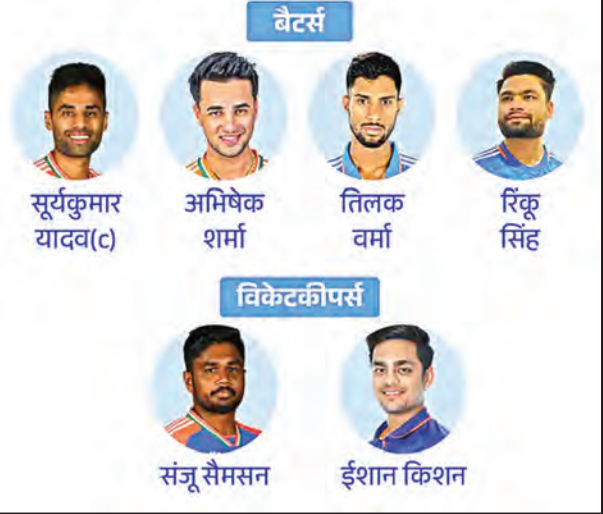 बैटर्स
सूर्यकुमार अभिषेक तिलक रिंकू
यादव(c) शर्मा वर्मा सिंह
विकेटकीपर्स
संजू सैमसन ईशान किशन